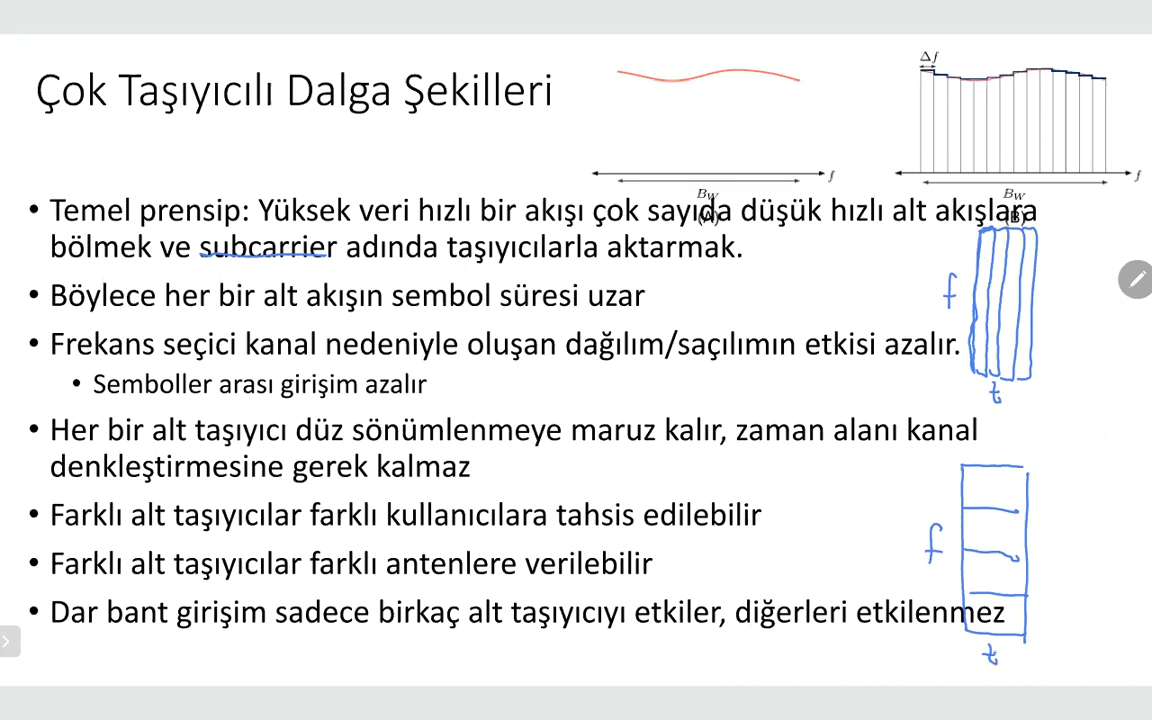 Çok Taşıyıcılı Dalga Şekilleri
f
B_W
(A)
Δf
f
B_W
(B)
• Temel prensip: Yüksek veri hızlı bir akışı çok sayıda düşük hızlı alt akışlara
bölmek ve subcarrier adında taşıyıcılarla aktarmak.
• Böylece her bir alt akışın sembol süresi uzar
• Frekans seçici kanal nedeniyle oluşan dağılım/saçılımın etkisi azalır.
• Semboller arası girişim azalır
• Her bir alt taşıyıcı düz sönümlenmeye maruz kalır, zaman alanı kanal
denkleştirmesine gerek kalmaz
• Farklı alt taşıyıcılar farklı kullanıcılara tahsis edilebilir
• Farklı alt taşıyıcılar farklı antenlere verilebilir
• Dar bant girişim sadece birkaç alt taşıyıcıyı etkiler, diğerleri etkilenmez
f
t
f
t